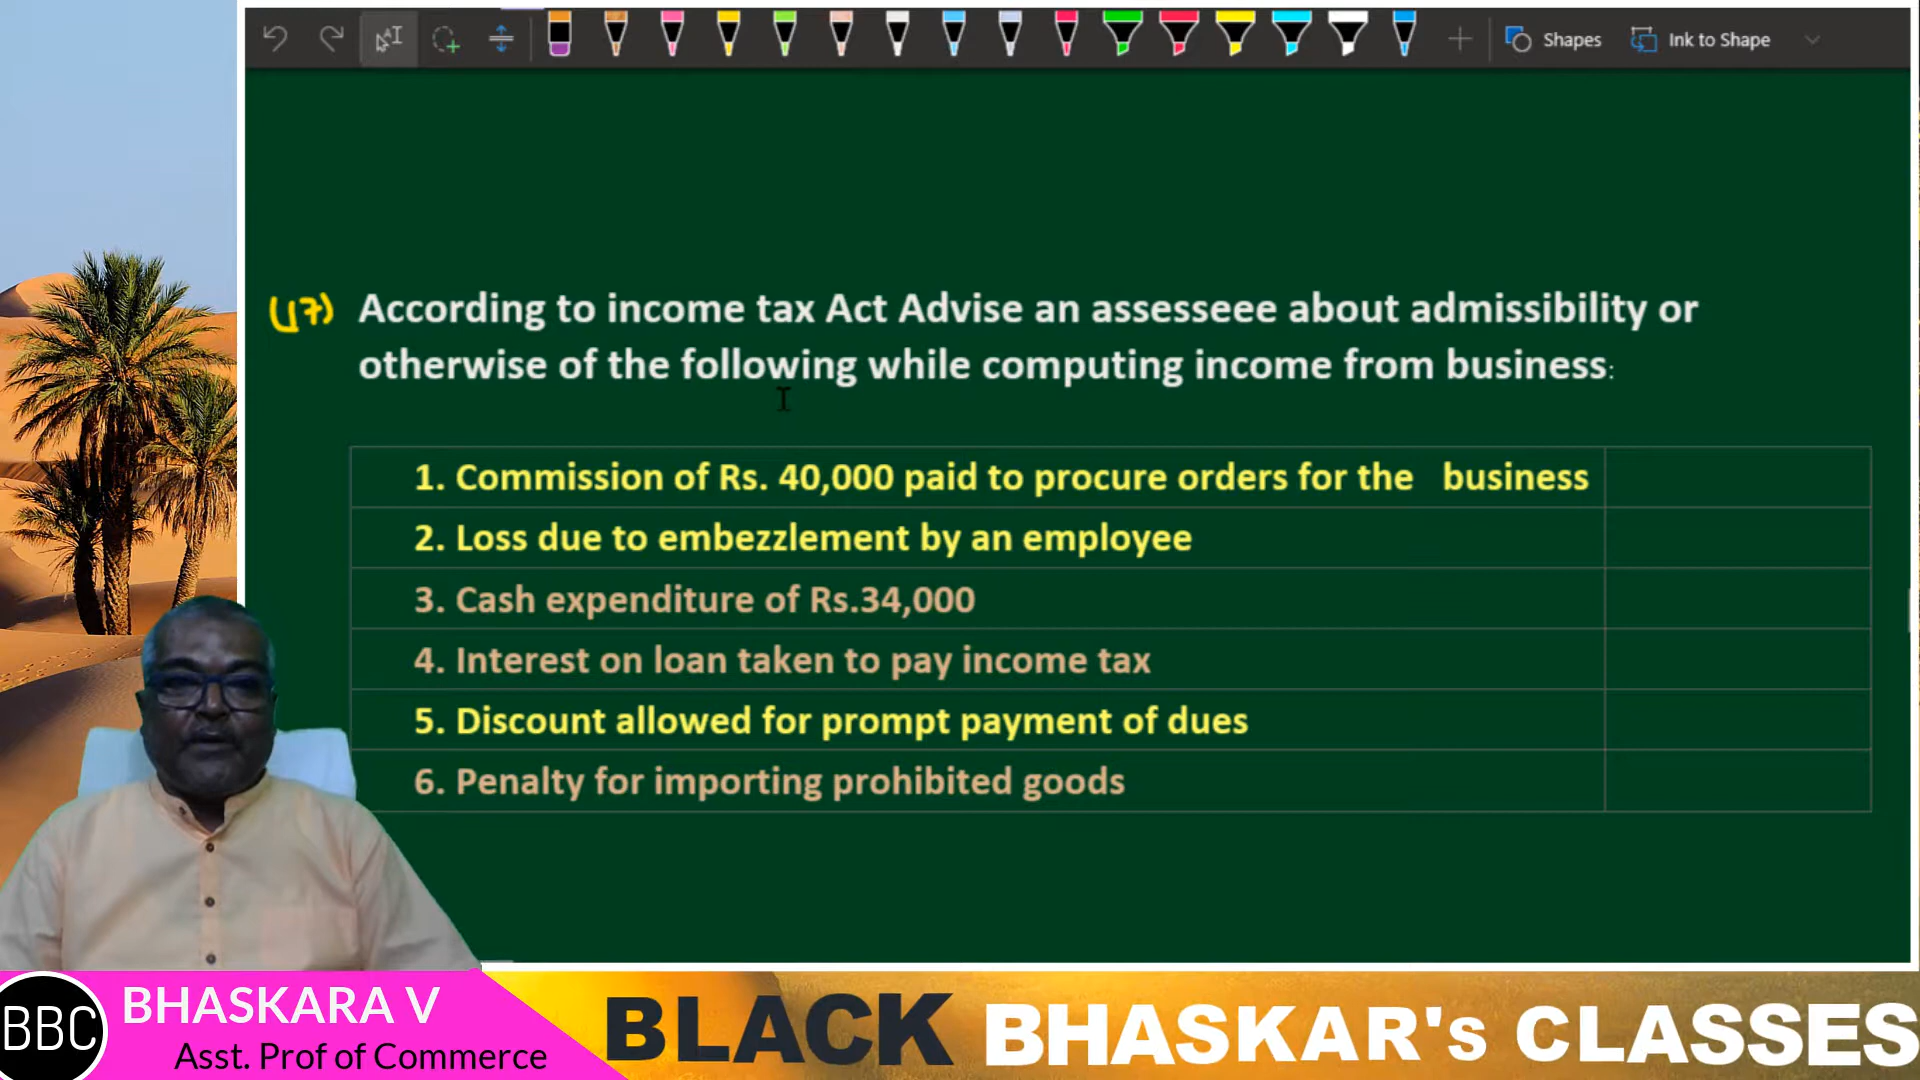 Shapes
Ink to Shape
(17) According to income tax Act Advise an assesseee about admissibility or
otherwise of the following while computing income from business:
1. Commission of Rs. 40,000 paid to procure orders for the business
2. Loss due to embezzlement by an employee
3. Cash expenditure of Rs.34,000
4. Interest on loan taken to pay income tax
5. Discount allowed for prompt payment of dues
6. Penalty for importing prohibited goods
BBC
BHASKARA V
Asst. Prof of Commerce
BLACK BHASKAR's CLASSES